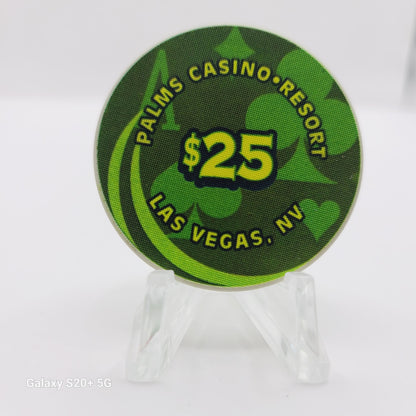 PALMS CASINO•RESORT
$25
LAS VEGAS, NV
Galaxy S20+ 5G